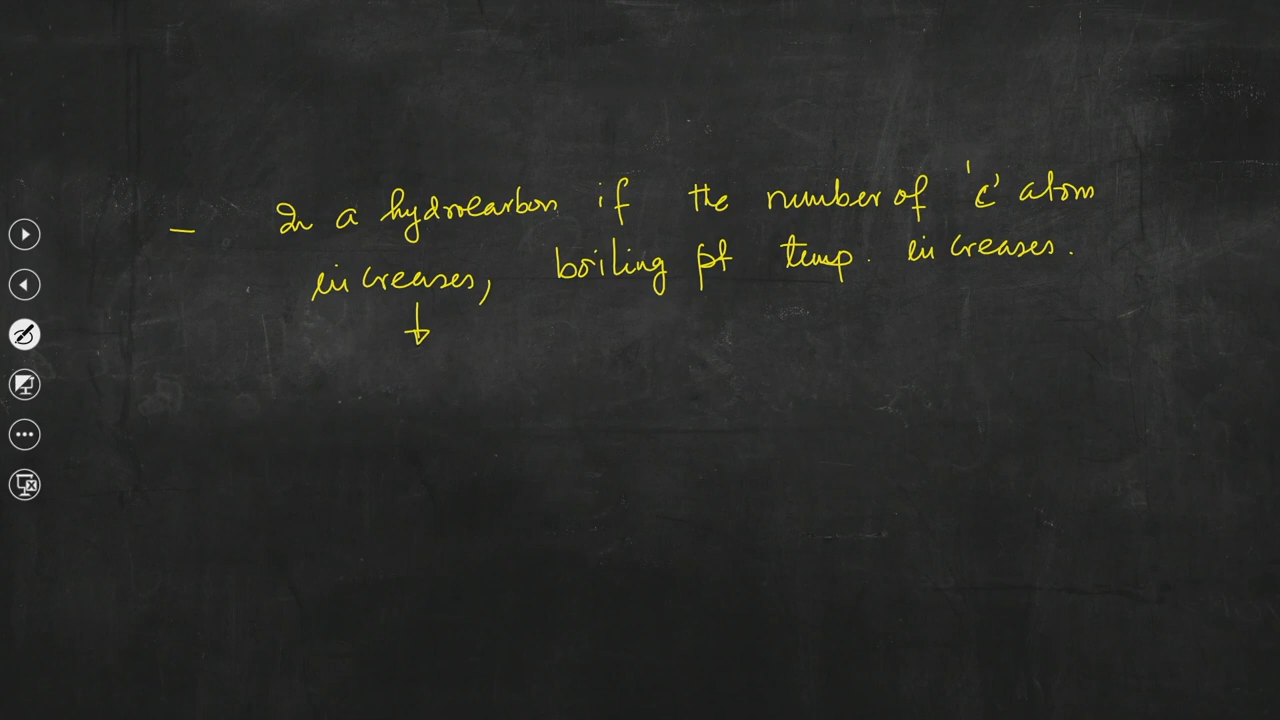 – In a hydrocarbon if the number of 'C' atom
increases, boiling pt temp. increases.
↓